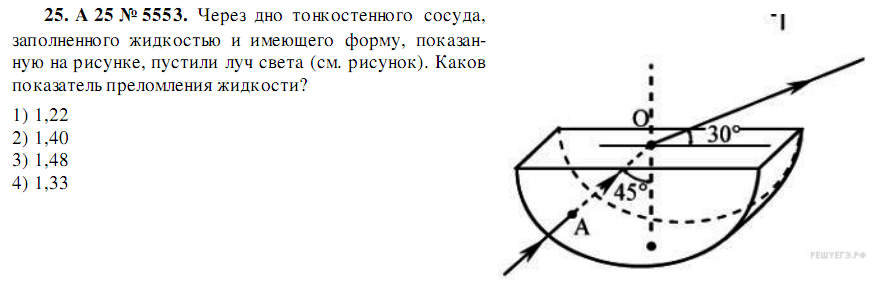 25. А 25 № 5553. Через дно тонкостенного сосуда,
заполненного жидкостью и имеющего форму, показан-
ную на рисунке, пустили луч света (см. рисунок). Каков
показатель преломления жидкости?
1) 1,22
2) 1,40
3) 1,48
4) 1,33
O
30°
45°
A
РЕШУЕГЭ.РФ